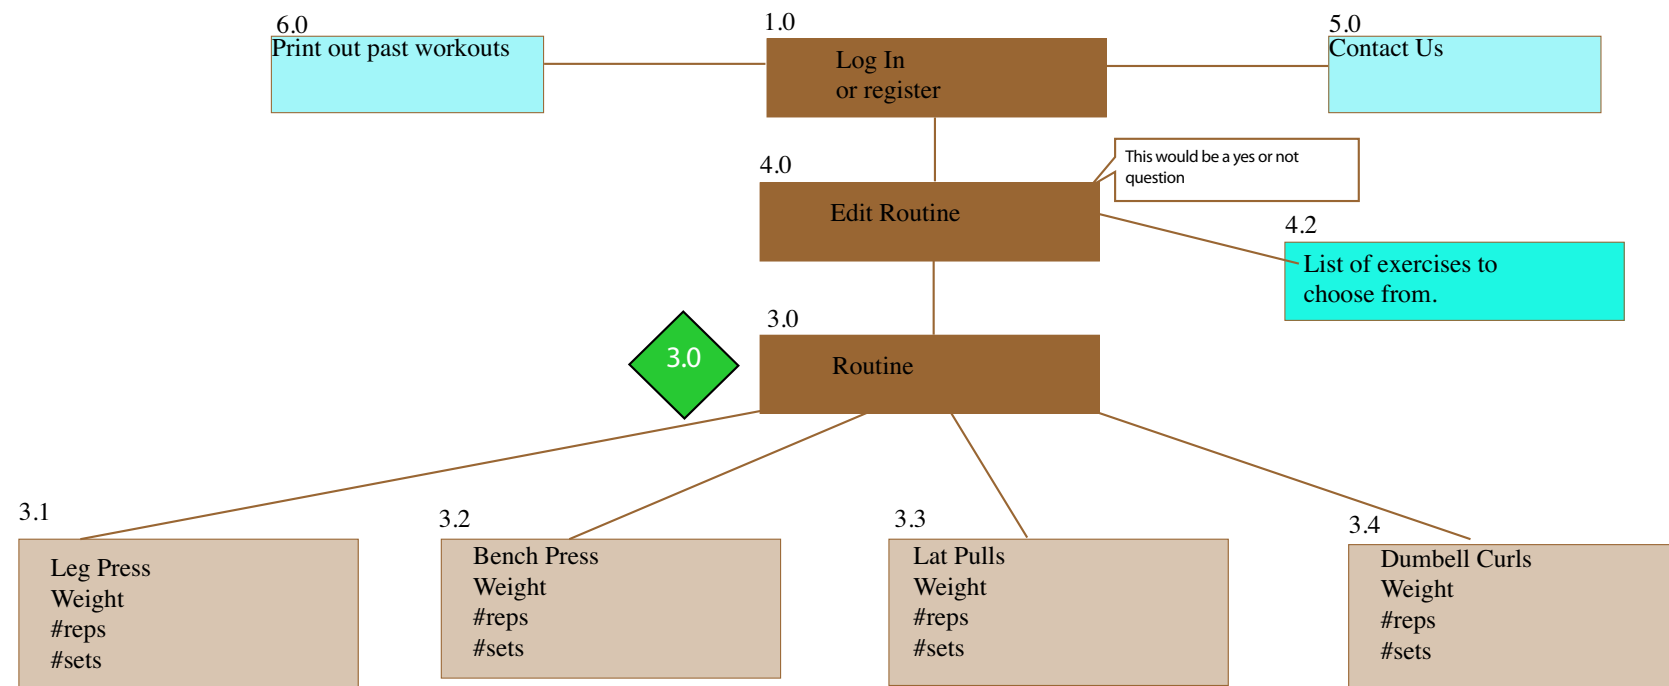 6.0
Print out past workouts
1.0
Log In
or register
5.0
Contact Us
4.0
Edit Routine
This would be a yes or not
question
4.2
List of exercises to
choose from.
3.0
3.0
Routine
3.1
Leg Press
Weight
#reps
#sets
3.2
Bench Press
Weight
#reps
#sets
3.3
Lat Pulls
Weight
#reps
#sets
3.4
Dumbell Curls
Weight
#reps
#sets